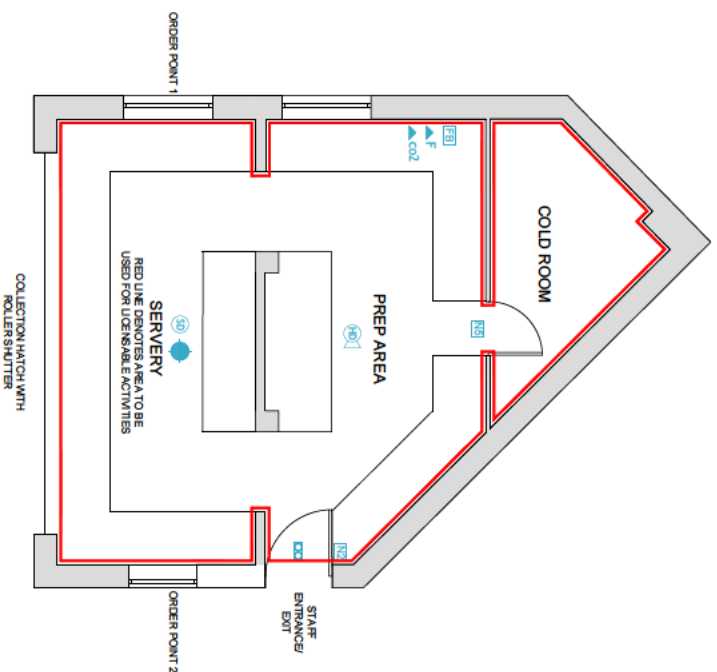 ORDER POINT 1
FB
F
co2
COLD ROOM
N5
PREP AREA
HD
SERVERY
RED LINE DENOTES AREA TO BE
USED FOR LICENSABLE ACTIVITIES
SD
COLLECTION HATCH WITH
ROLLER SHUTTER
N2
STAFF
ENTRANCE/
EXIT
ORDER POINT 2